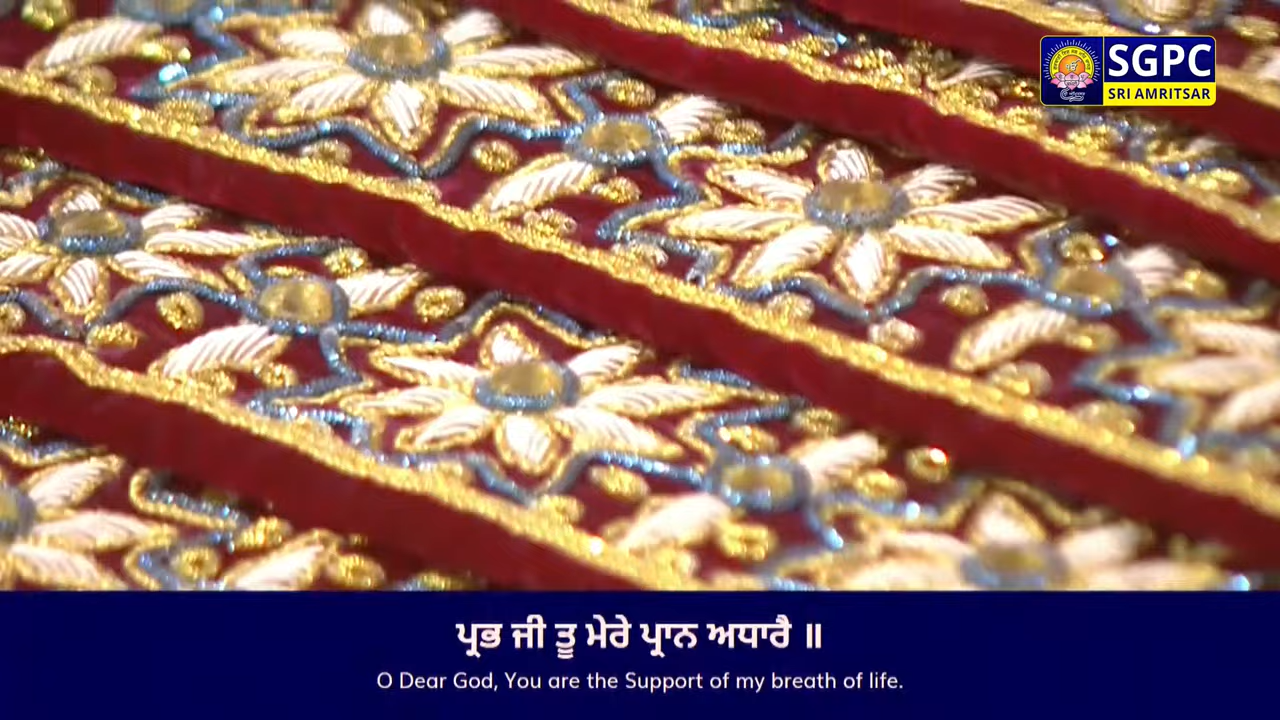 SGPC
SRI AMRITSAR
ਪ੍ਰਭ ਜੀ ਤੂ ਮੇਰੇ ਪ੍ਰਾਨ ਅਧਾਰੈ ॥
O Dear God, You are the Support of my breath of life.